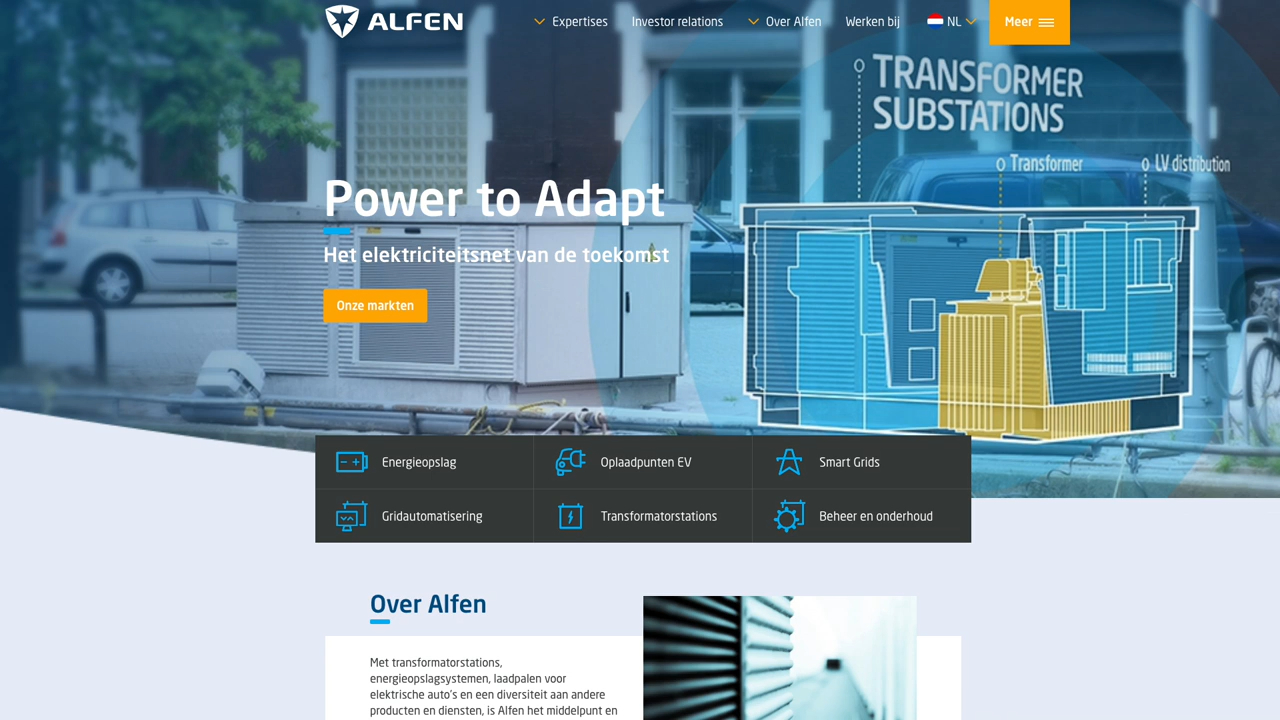 ALFEN
Expertises
Investor relations
Over Alfen
Werken bij
NL
Meer
TRANSFORMER
SUBSTATIONS
Transformer
LV distribution
Power to Adapt
Het elektriciteitsnet van de toekomst
Onze markten
Energieopslag
Oplaadpunten EV
Smart Grids
Gridautomatisering
Transformatorstations
Beheer en onderhoud
Over Alfen
Met transformatorstations,
energieopslagsystemen, laadpalen voor
elektrische auto's en een diversiteit aan andere
producten en diensten, is Alfen het middelpunt en